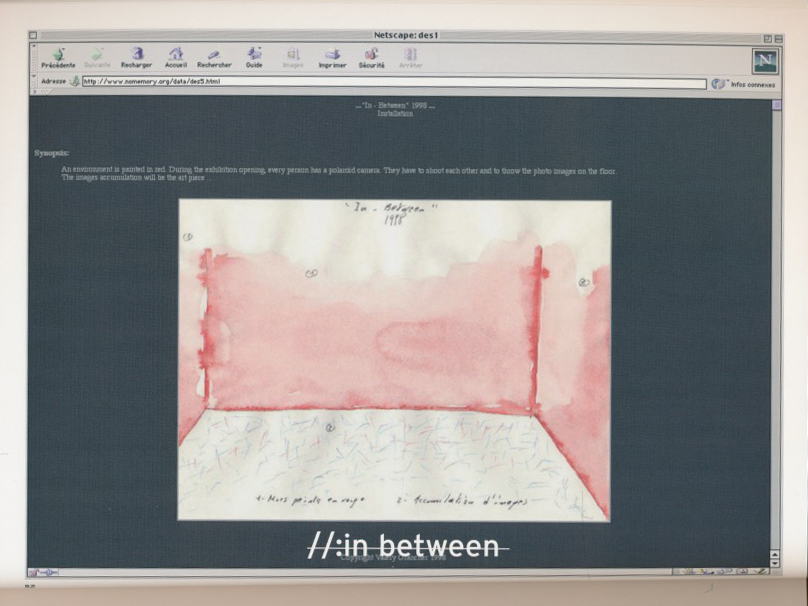 Netscape: des1
Précédente Suivante Recharger Accueil Rechercher Guide Images Imprimer Sécurité Arrêter
N
Adresse http://www.nomemory.org/data/des5.html Infos connexes
..."In - Between" 1998 ...
Installation
Synopsis:
An environment is painted in red. During the exhibition opening, every person has a polaroid camera. They have to shoot each other and to throw the photo images on the floor
The images accumulation will be the art piece ...
"In - Between"
1998
1
1
2
1- Murs peints en rouge 2- Accumulation d'images
//:in between
Copyright 1998